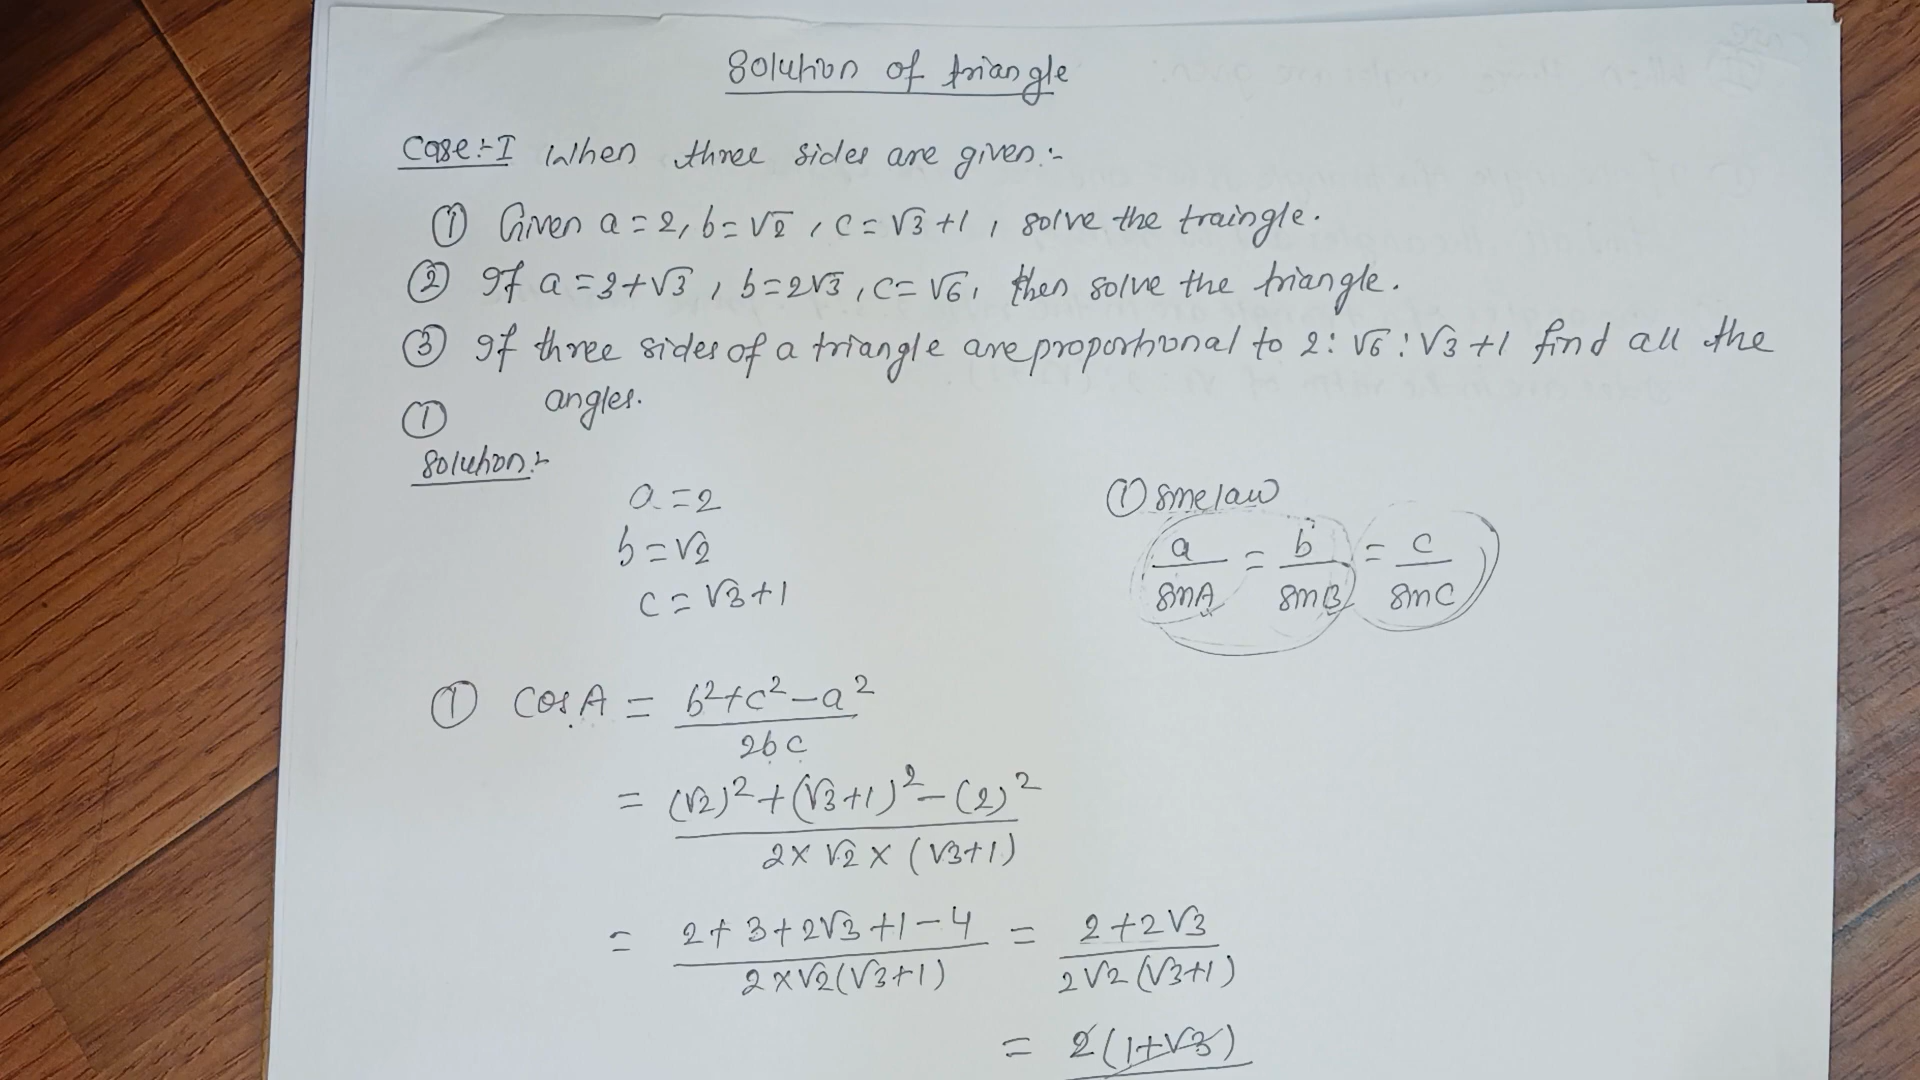 Solution of triangle
Case:-I When three sides are given:-
① Given a = 2, b = √2, c = √3 + 1, solve the traingle.
② If a = 3 + √3, b = 2√3, c = √6, then solve the triangle.
③ If three sides of a triangle are proportional to 2 : √6 : √3 + 1 find all the
angles.
①
Solution:-
a = 2
b = √2
c = √3 + 1
① sine law
a/sinA = b/sinB = c/sinC
① cosA = b² + c² - a² / 2bc
= (√2)² + (√3 + 1)² - (2)² / 2 × √2 × (√3 + 1)
= 2 + 3 + 2√3 + 1 - 4 / 2 × √2(√3 + 1) = 2 + 2√3 / 2√2(√3 + 1)
= 2(1 + √3)